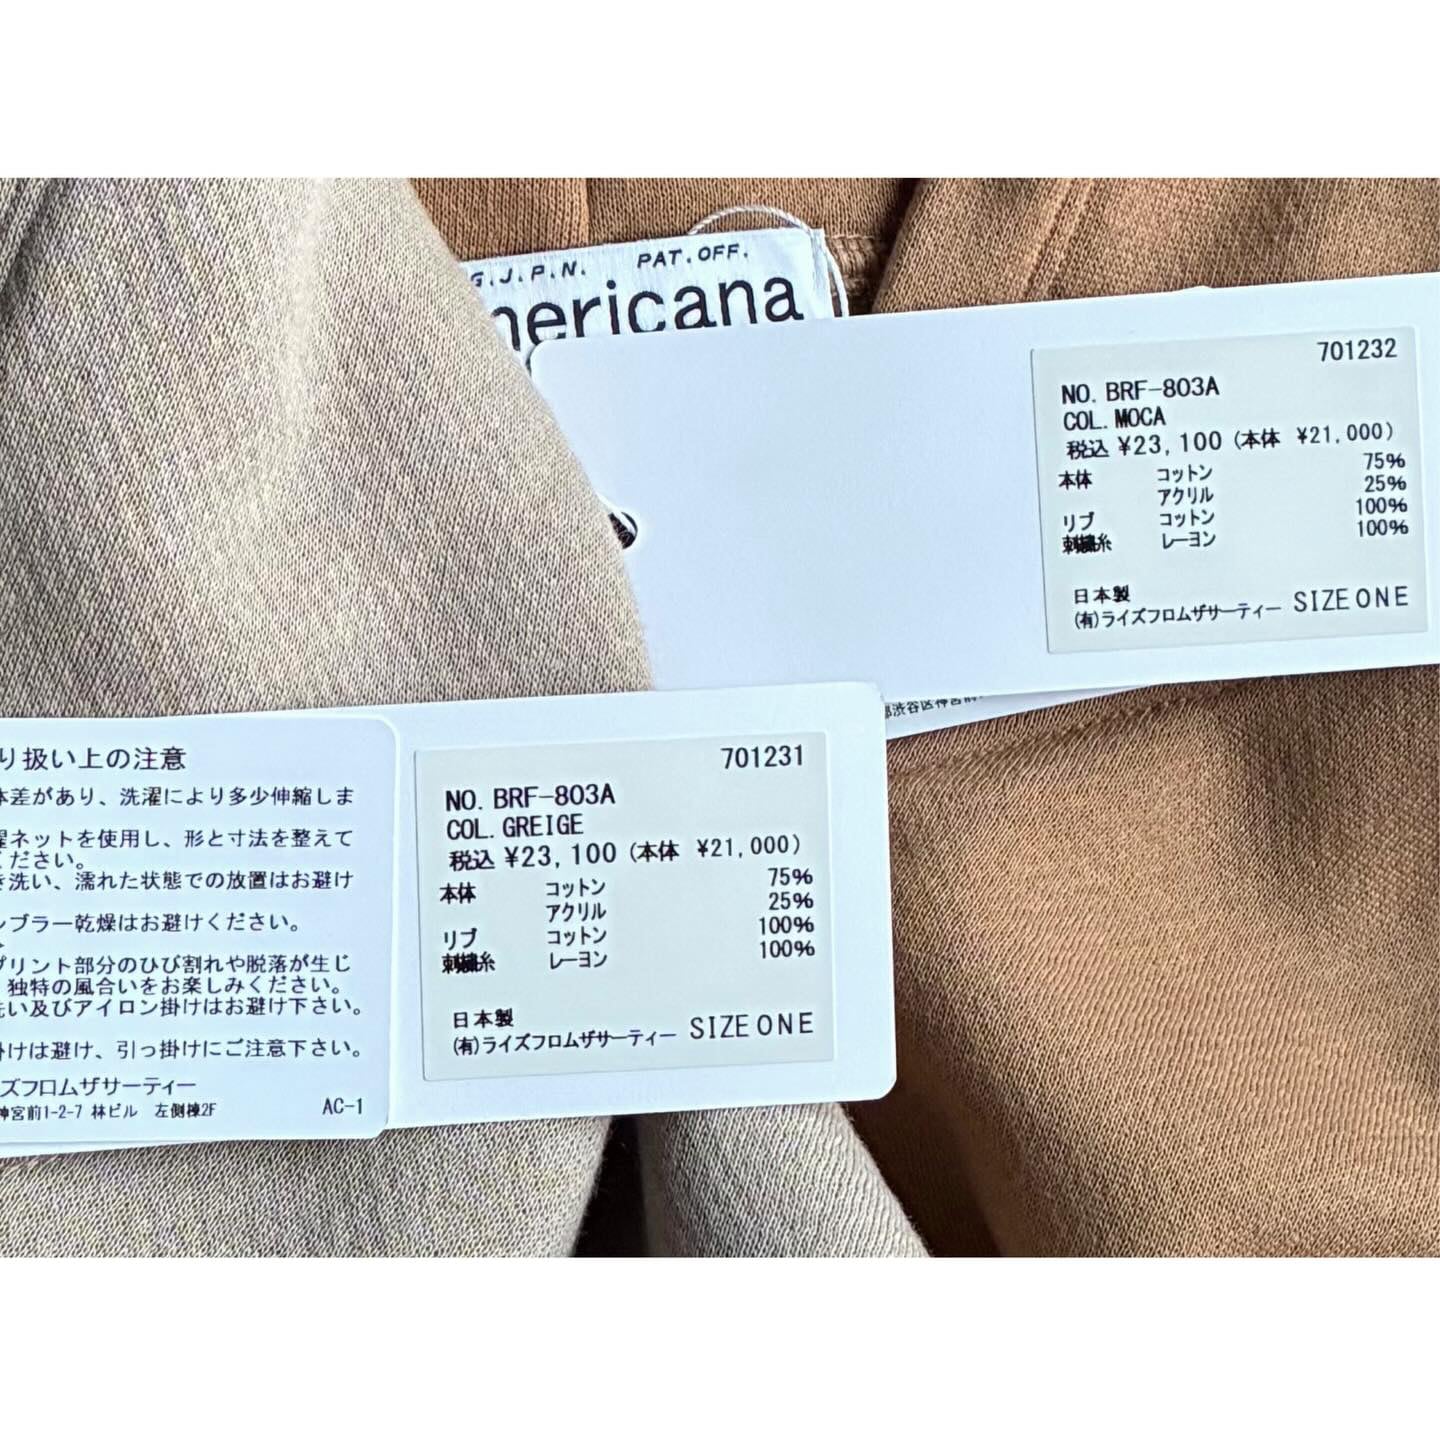 G.J.P.N. PAT.OFF.
mericana
701232
NO. BRF-803A
COL. MOCA
税込 ¥23,100 (本体 ¥21,000)
本体 コットン 75%
アクリル 25%
リブ コットン 100%
刺繍糸 レーヨン 100%
日本製
(有)ライズフロムザサーティー SIZE ONE
都渋谷区神宮前
り扱い上の注意
体差があり、洗濯により多少伸縮しま
濯ネットを使用し、形と寸法を整えて
ください。
き洗い、濡れた状態での放置はお避け
ンブラー乾燥はお避けください。
プリント部分のひび割れや脱落が生じ
独特の風合いをお楽しみください。
洗い及びアイロン掛けはお避け下さい。
掛けは避け、引っ掛けにご注意下さい。
イズフロムザサーティー
神宮前1-2-7 林ビル 左側棟2F AC-1
701231
NO. BRF-803A
COL. GREIGE
税込 ¥23,100 (本体 ¥21,000)
本体 コットン 75%
アクリル 25%
リブ コットン 100%
刺繍糸 レーヨン 100%
日本製
(有)ライズフロムザサーティー SIZE ONE